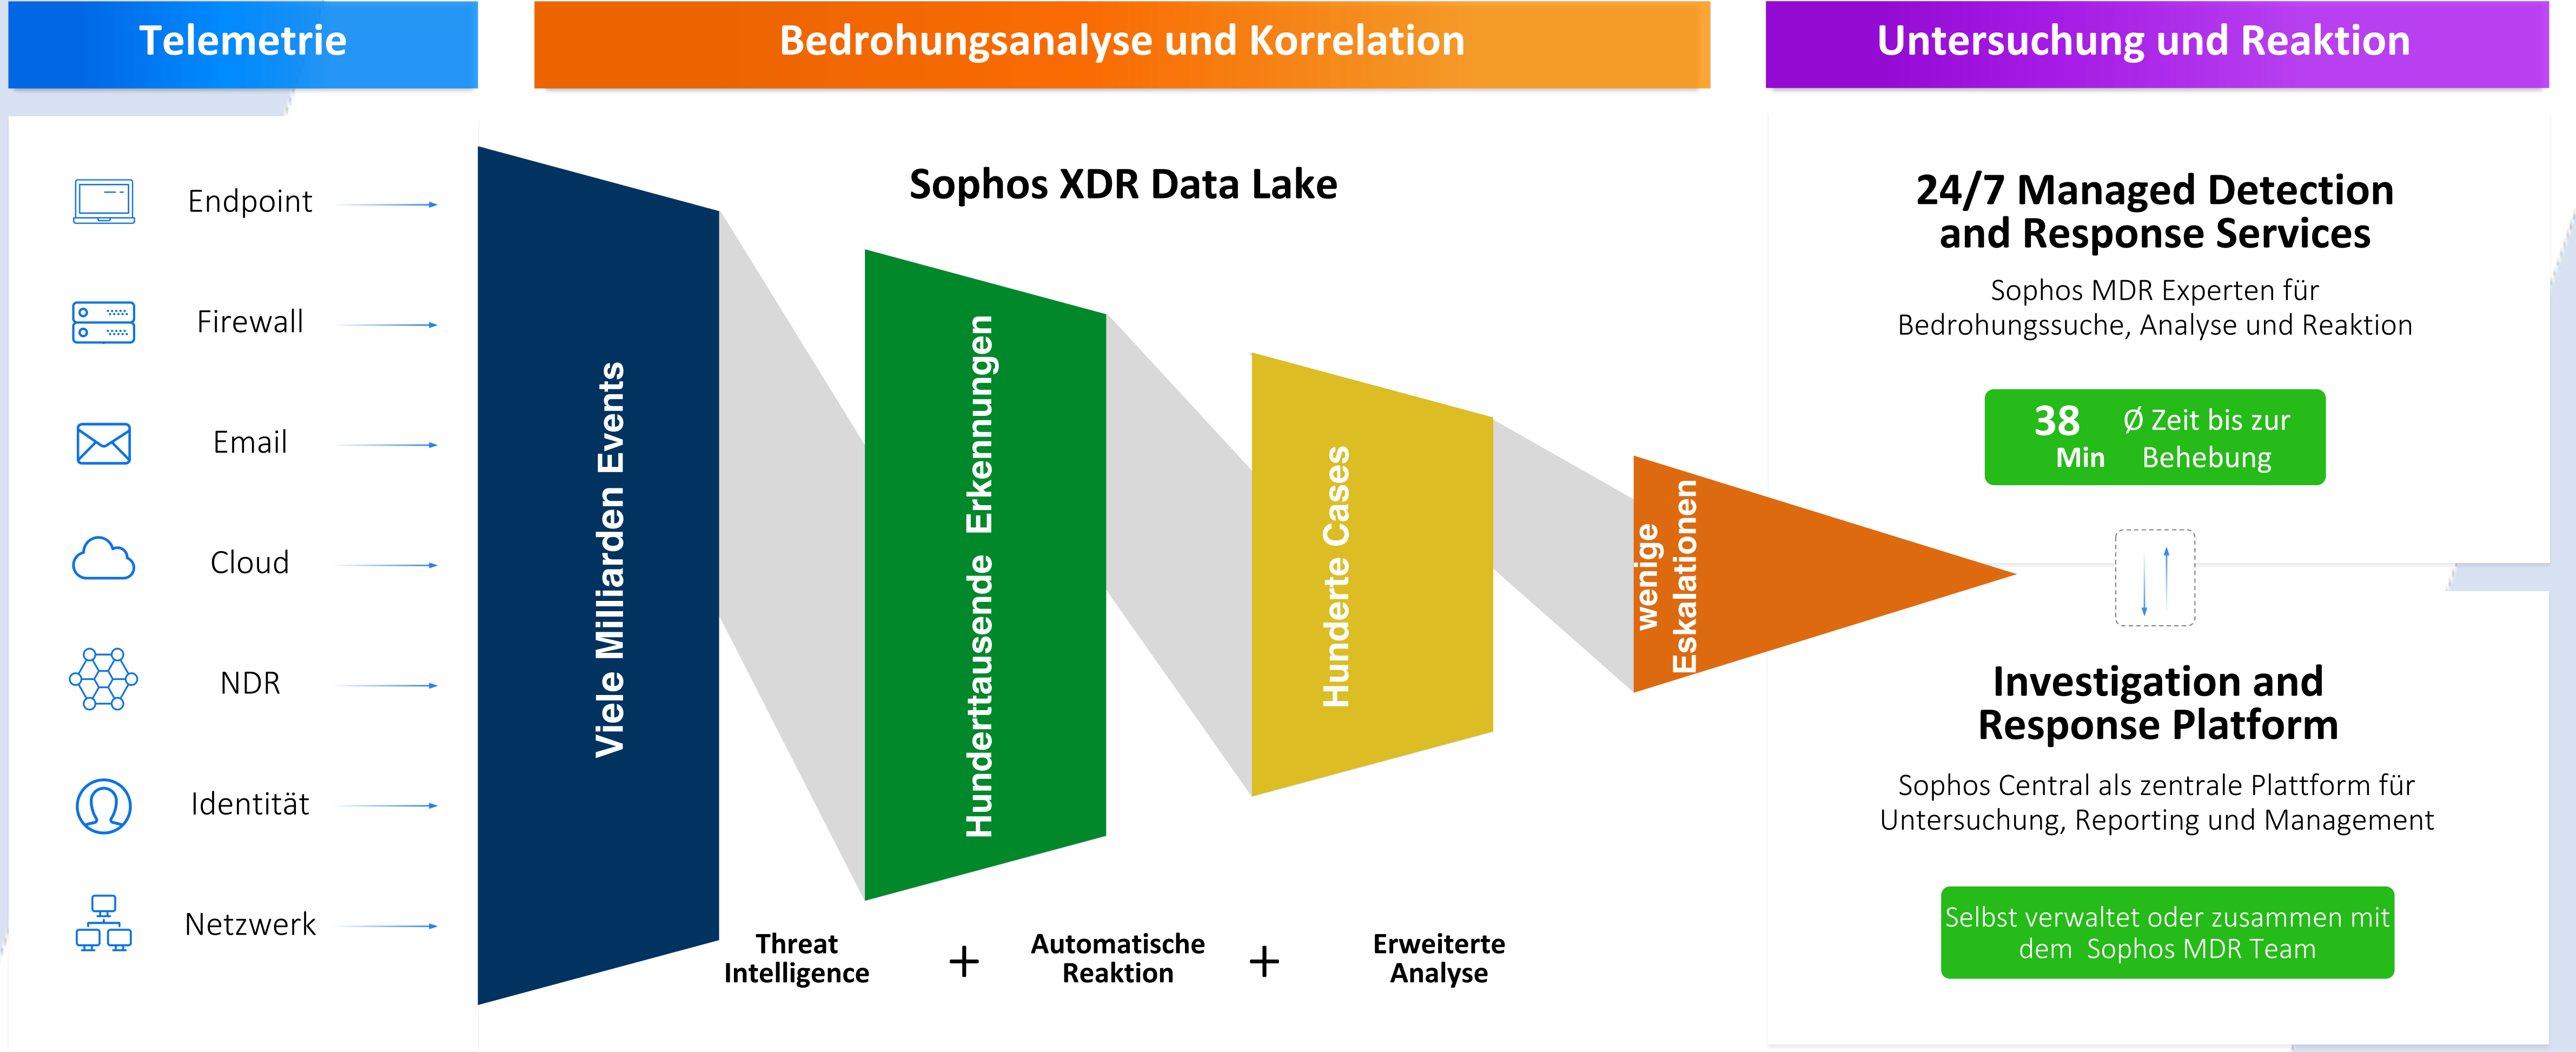 Telemetrie
Bedrohungsanalyse und Korrelation
Untersuchung und Reaktion
Endpoint
Firewall
Email
Cloud
NDR
Identität
Netzwerk
Sophos XDR Data Lake
Viele Milliarden Events
Hunderttausende Erkennungen
Hunderte Cases
wenige
Eskalationen
Threat
Intelligence
+
Automatische
Reaktion
+
Erweiterte
Analyse
24/7 Managed Detection
and Response Services
Sophos MDR Experten für
Bedrohungssuche, Analyse und Reaktion
38 Ø Zeit bis zur
Min Behebung
Investigation and
Response Platform
Sophos Central als zentrale Plattform für
Untersuchung, Reporting und Management
Selbst verwaltet oder zusammen mit
dem Sophos MDR Team